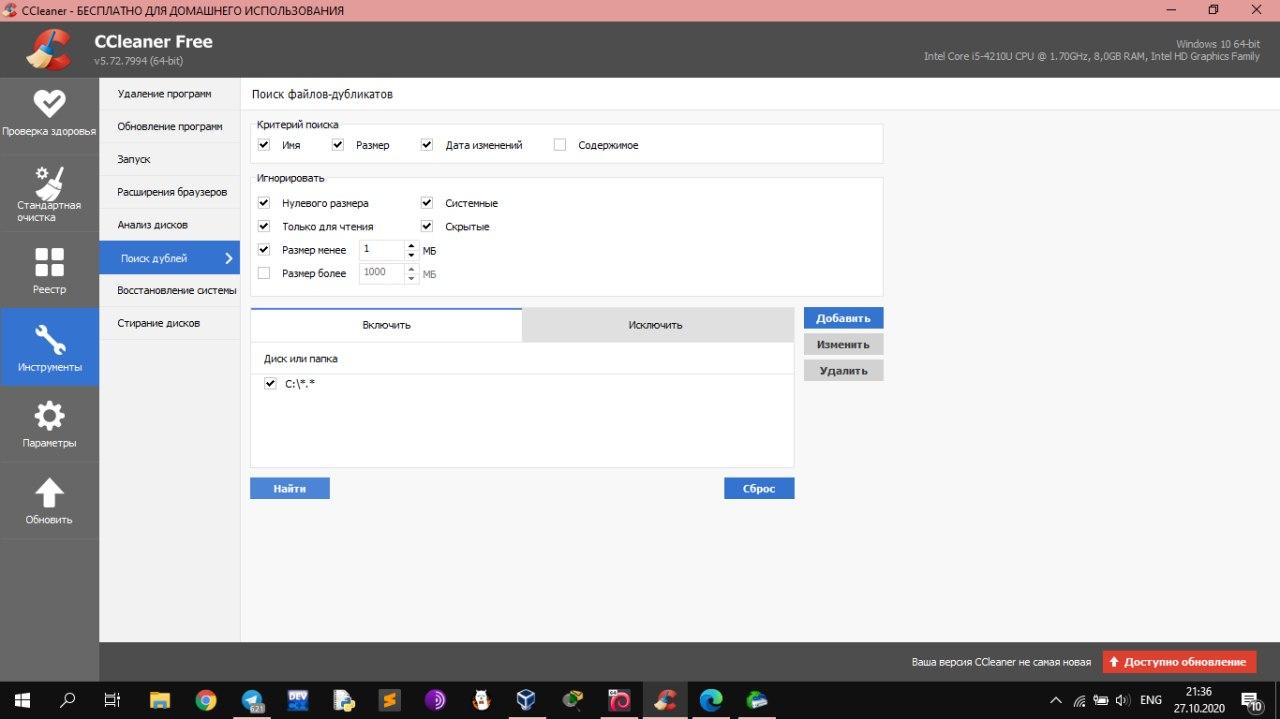 CCleaner - БЕСПЛАТНО ДЛЯ ДОМАШНЕГО ИСПОЛЬЗОВАНИЯ
CCleaner Free
v5.72.7994 (64-bit)
Windows 10 64-bit
Intel Core i5-4210U CPU @ 1.70GHz, 8,0GB RAM, Intel HD Graphics Family
Проверка здоровья
Стандартная
очистка
Реестр
Инструменты
Параметры
Обновить
Удаление программ
Обновление программ
Запуск
Расширения браузеров
Анализ дисков
Поиск дублей
Восстановление системы
Стирание дисков
Поиск файлов-дубликатов
Критерий поиска
Имя Размер Дата изменений Содержимое
Игнорировать
Нулевого размера Системные
Только для чтения Скрытые
Размер менее 1 МБ
Размер более 1000 МБ
Включить Исключить
Диск или папка
C:\*.*
Добавить
Изменить
Удалить
Найти Сброс
Ваша версия CCleaner не самая новая Доступно обновление
621
DEV
ENG
21:36
27.10.2020
10